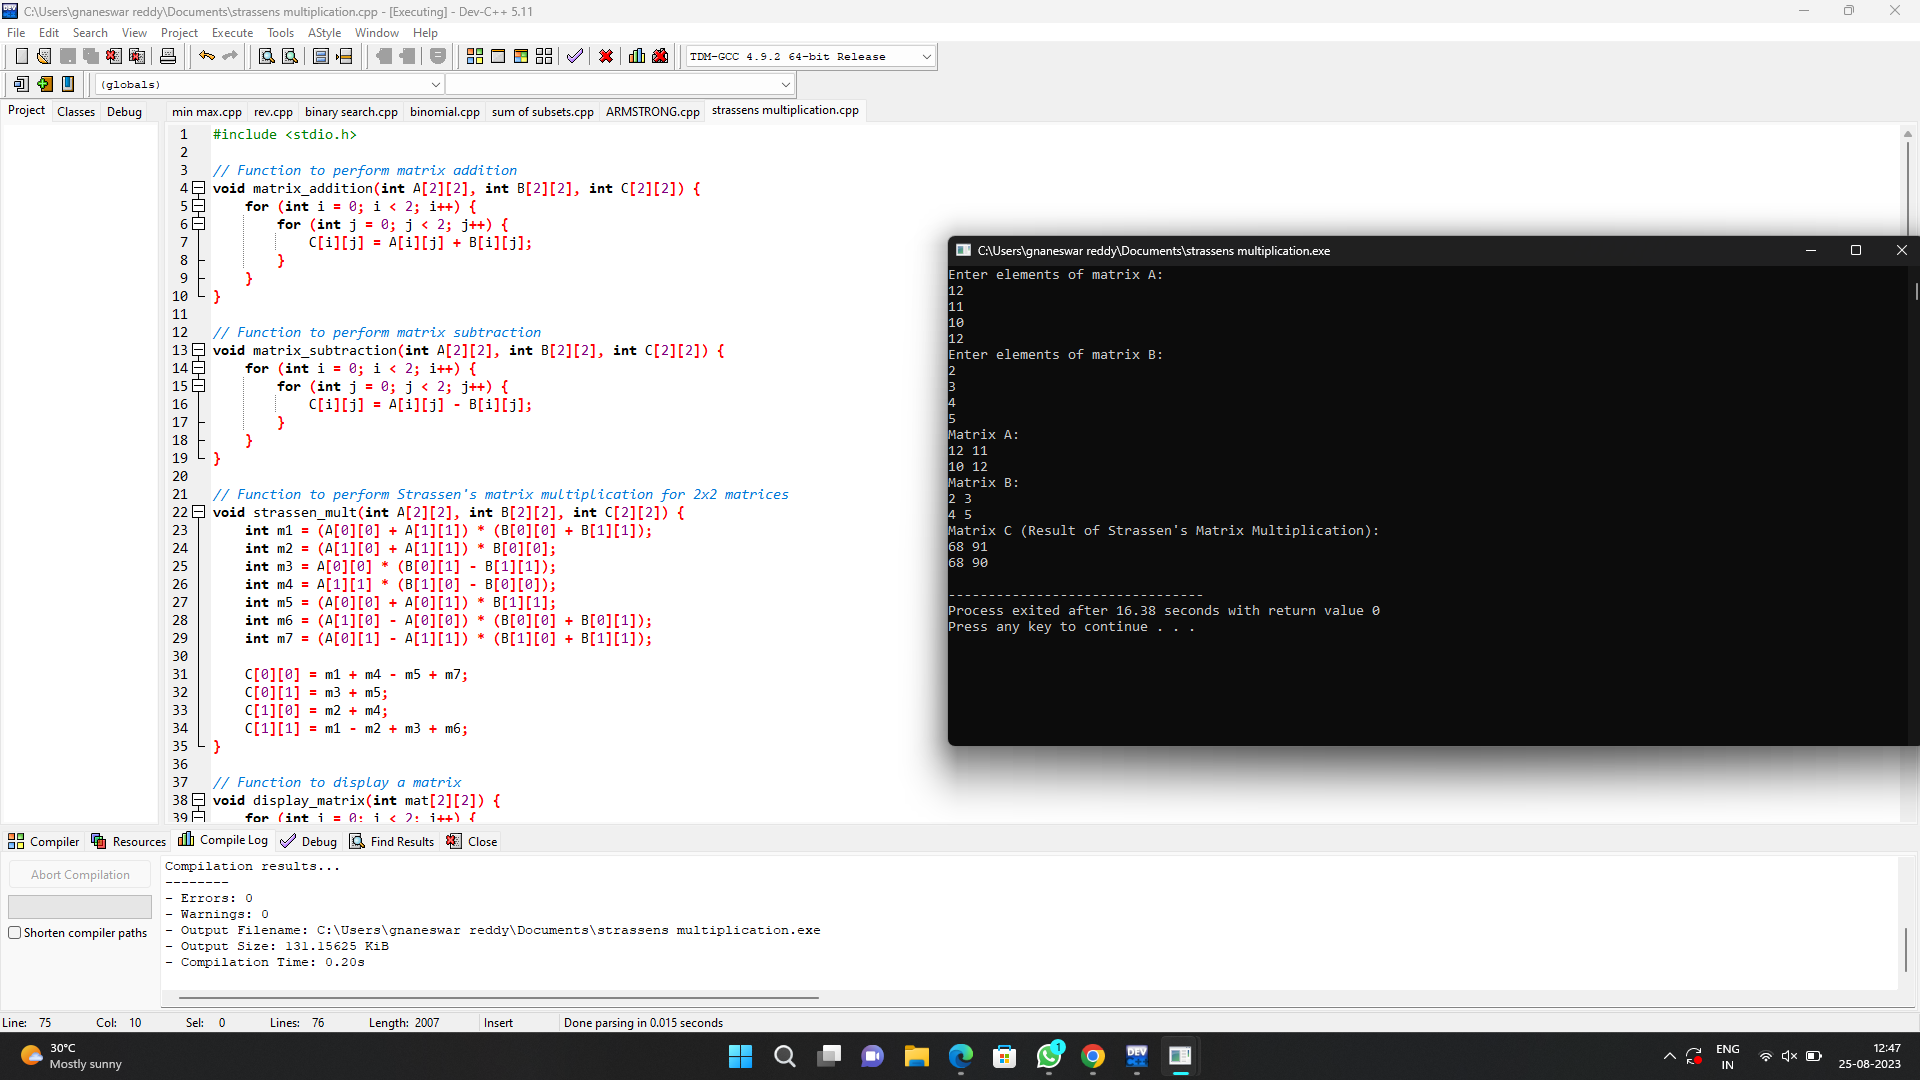 C:\Users\gnaneswar reddy\Documents\strassens multiplication.cpp - [Executing] - Dev-C++ 5.11
File Edit Search View Project Execute Tools AStyle Window Help
TDM-GCC 4.9.2 64-bit Release
(globals)
Project Classes Debug
min max.cpp rev.cpp binary search.cpp binomial.cpp sum of subsets.cpp ARMSTRONG.cpp strassens multiplication.cpp
1 #include <stdio.h>
2
3 // Function to perform matrix addition
4 void matrix_addition(int A[2][2], int B[2][2], int C[2][2]) {
5 for (int i = 0; i < 2; i++) {
6 for (int j = 0; j < 2; j++) {
7 C[i][j] = A[i][j] + B[i][j];
8 }
9 }
10 }
11
12 // Function to perform matrix subtraction
13 void matrix_subtraction(int A[2][2], int B[2][2], int C[2][2]) {
14 for (int i = 0; i < 2; i++) {
15 for (int j = 0; j < 2; j++) {
16 C[i][j] = A[i][j] - B[i][j];
17 }
18 }
19 }
20
21 // Function to perform Strassen's matrix multiplication for 2x2 matrices
22 void strassen_mult(int A[2][2], int B[2][2], int C[2][2]) {
23 int m1 = (A[0][0] + A[1][1]) * (B[0][0] + B[1][1]);
24 int m2 = (A[1][0] + A[1][1]) * B[0][0];
25 int m3 = A[0][0] * (B[0][1] - B[1][1]);
26 int m4 = A[1][1] * (B[1][0] - B[0][0]);
27 int m5 = (A[0][0] + A[0][1]) * B[1][1];
28 int m6 = (A[1][0] - A[0][0]) * (B[0][0] + B[0][1]);
29 int m7 = (A[0][1] - A[1][1]) * (B[1][0] + B[1][1]);
30
31 C[0][0] = m1 + m4 - m5 + m7;
32 C[0][1] = m3 + m5;
33 C[1][0] = m2 + m4;
34 C[1][1] = m1 - m2 + m3 + m6;
35 }
36
37 // Function to display a matrix
38 void display_matrix(int mat[2][2]) {
39 for (int i = 0; i < 2; i++) {
C:\Users\gnaneswar reddy\Documents\strassens multiplication.exe
Enter elements of matrix A:
12
11
10
12
Enter elements of matrix B:
2
3
4
5
Matrix A:
12 11
10 12
Matrix B:
2 3
4 5
Matrix C (Result of Strassen's Matrix Multiplication):
68 91
68 90
--------------------------------
Process exited after 16.38 seconds with return value 0
Press any key to continue . . .
Compiler Resources Compile Log Debug Find Results Close
Abort Compilation
Shorten compiler paths
Compilation results...
--------
- Errors: 0
- Warnings: 0
- Output Filename: C:\Users\gnaneswar reddy\Documents\strassens multiplication.exe
- Output Size: 131.15625 KiB
- Compilation Time: 0.20s
Line: 75 Col: 10 Sel: 0 Lines: 76 Length: 2007 Insert Done parsing in 0.015 seconds
30°C
Mostly sunny
1
DEV
ENG
IN
12:47
25-08-2023